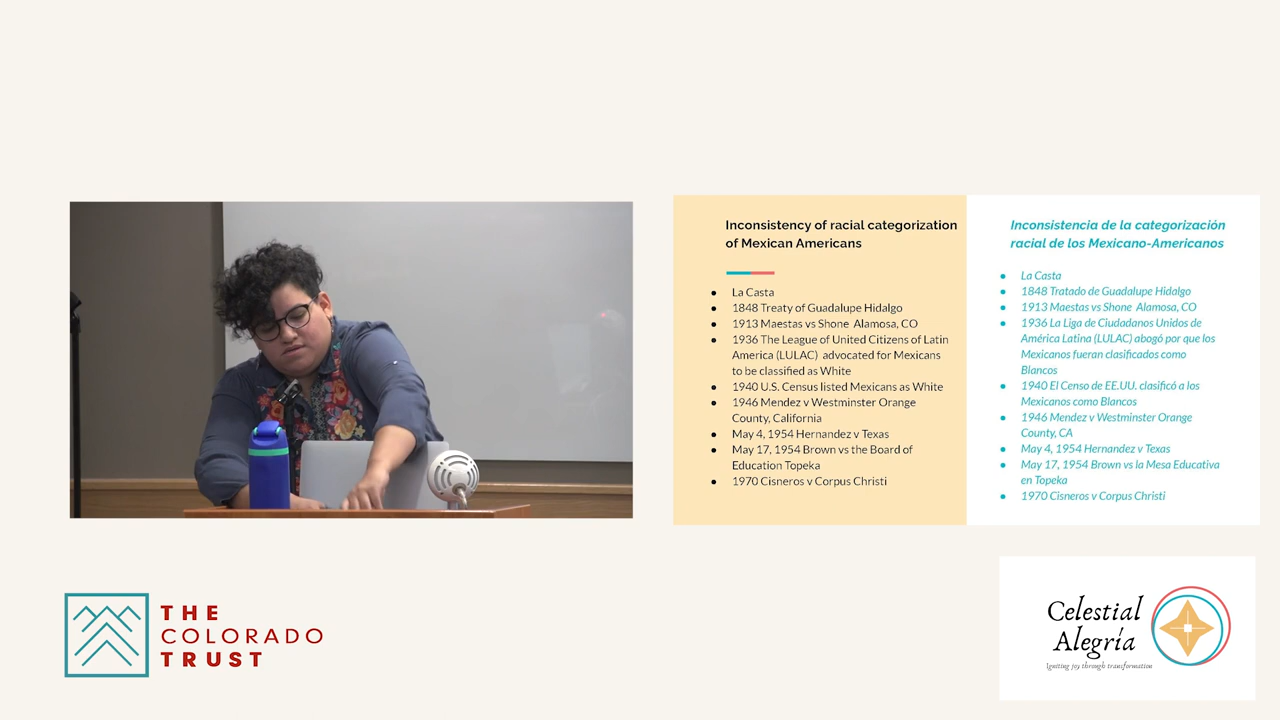 Inconsistency of racial categorization
of Mexican Americans
● La Casta
● 1848 Treaty of Guadalupe Hidalgo
● 1913 Maestas vs Shone Alamosa, CO
● 1936 The League of United Citizens of Latin
America (LULAC) advocated for Mexicans
to be classified as White
● 1940 U.S. Census listed Mexicans as White
● 1946 Mendez v Westminster Orange
County, California
● May 4, 1954 Hernandez v Texas
● May 17, 1954 Brown vs the Board of
Education Topeka
● 1970 Cisneros v Corpus Christi
Inconsistencia de la categorización
racial de los Mexicano-Americanos
● La Casta
● 1848 Tratado de Guadalupe Hidalgo
● 1913 Maestas vs Shone Alamosa, CO
● 1936 La Liga de Ciudadanos Unidos de
América Latina (LULAC) abogó por que los
Mexicanos fueran clasificados como
Blancos
● 1940 El Censo de EE.UU. clasificó a los
Mexicanos como Blancos
● 1946 Mendez v Westminster Orange
County, CA
● May 4, 1954 Hernandez v Texas
● May 17, 1954 Brown vs la Mesa Educativa
en Topeka
● 1970 Cisneros v Corpus Christi
THE
COLORADO
TRUST
Celestial
Alegría
Igniting joy through transformation